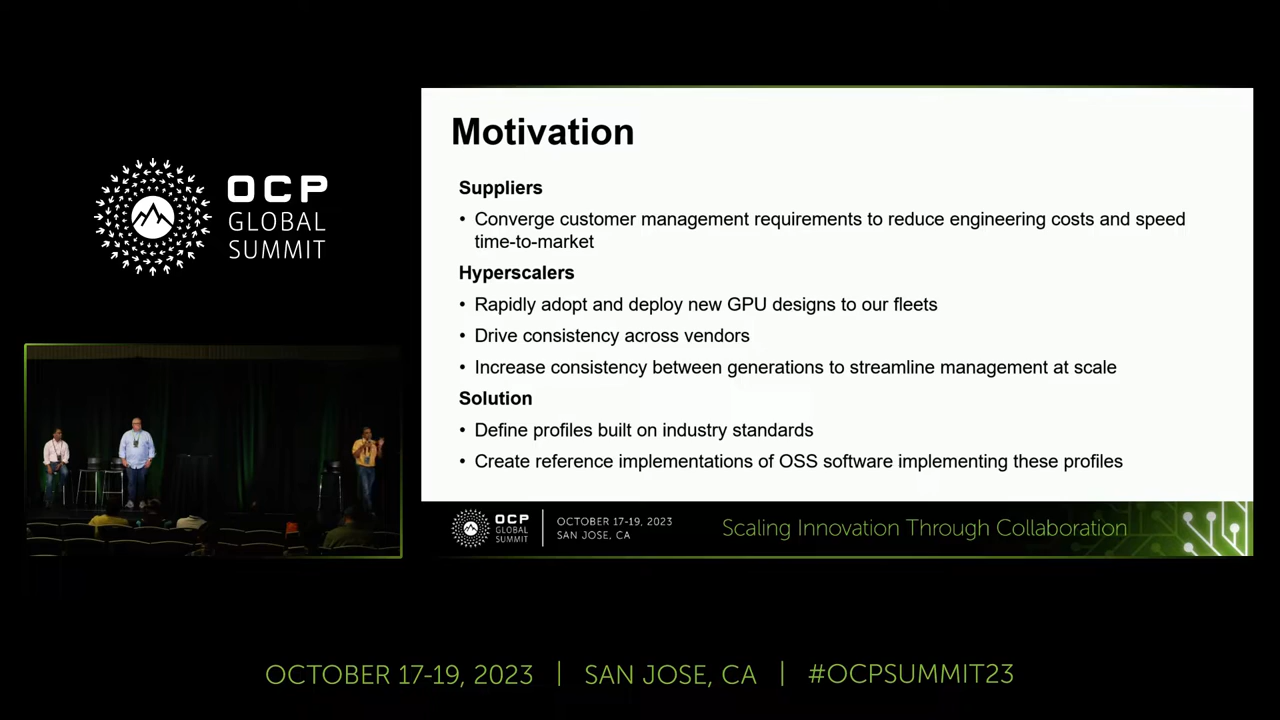 OCP
GLOBAL
SUMMIT
Motivation
Suppliers
• Converge customer management requirements to reduce engineering costs and speed
time-to-market
Hyperscalers
• Rapidly adopt and deploy new GPU designs to our fleets
• Drive consistency across vendors
• Increase consistency between generations to streamline management at scale
Solution
• Define profiles built on industry standards
• Create reference implementations of OSS software implementing these profiles
OCP
GLOBAL
SUMMIT
OCTOBER 17-19, 2023
SAN JOSE, CA
Scaling Innovation Through Collaboration
OCTOBER 17-19, 2023 | SAN JOSE, CA | #OCPSUMMIT23